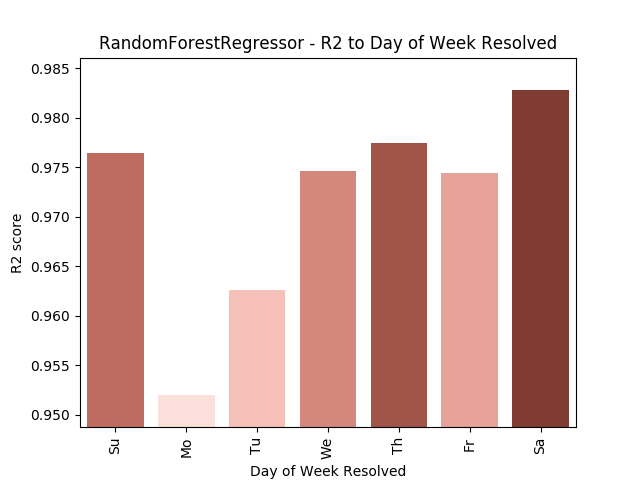 RandomForestRegressor - R2 to Day of Week Resolved
0.985
0.980
0.975
0.970
0.965
0.960
0.955
0.950
R2 score
Su
Mo
Tu
We
Th
Fr
Sa
Day of Week Resolved